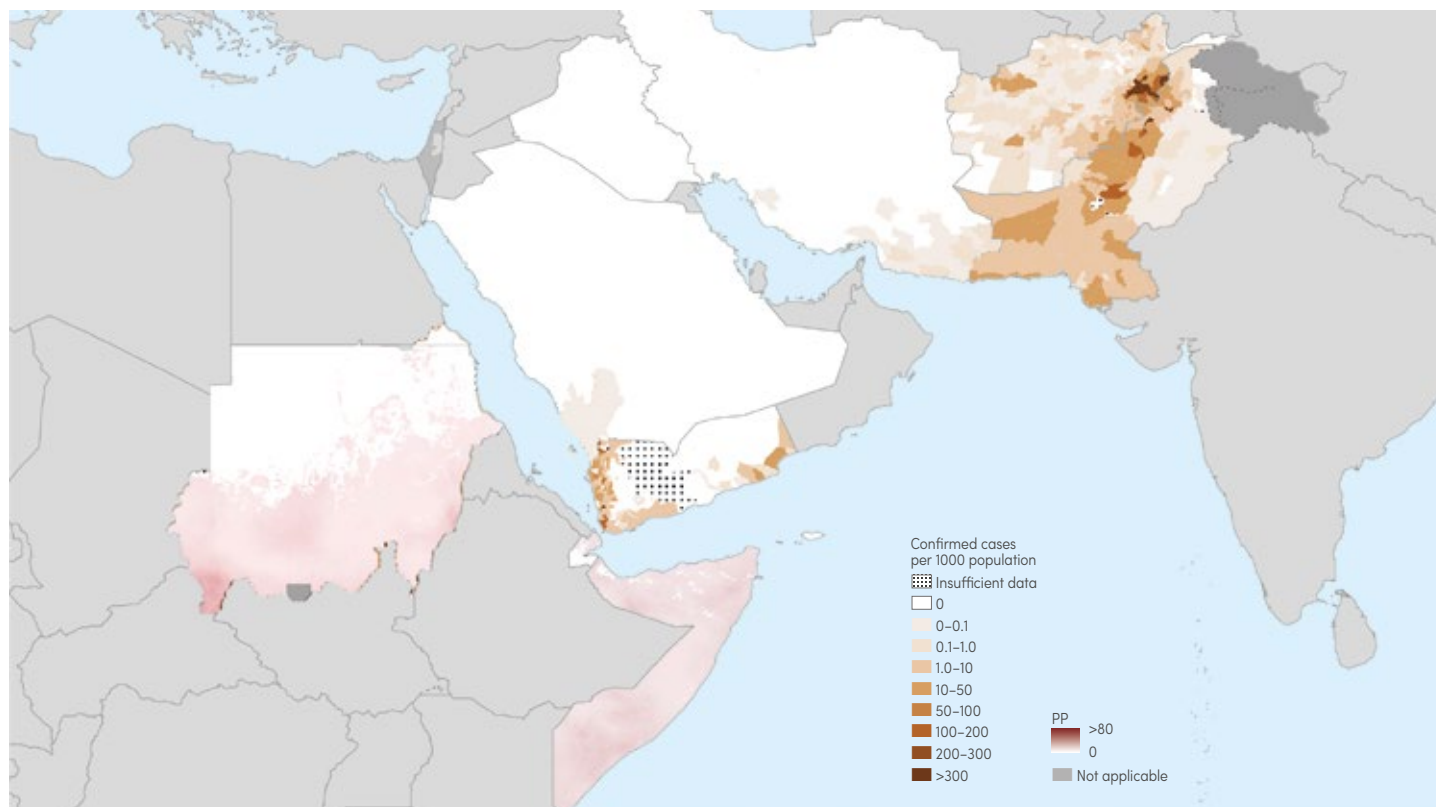 Confirmed cases
per 1000 population
Insufficient data
0
0–0.1
0.1–1.0
1.0–10
10–50
50–100
100–200
200–300
>300
PP
>80
0
Not applicable